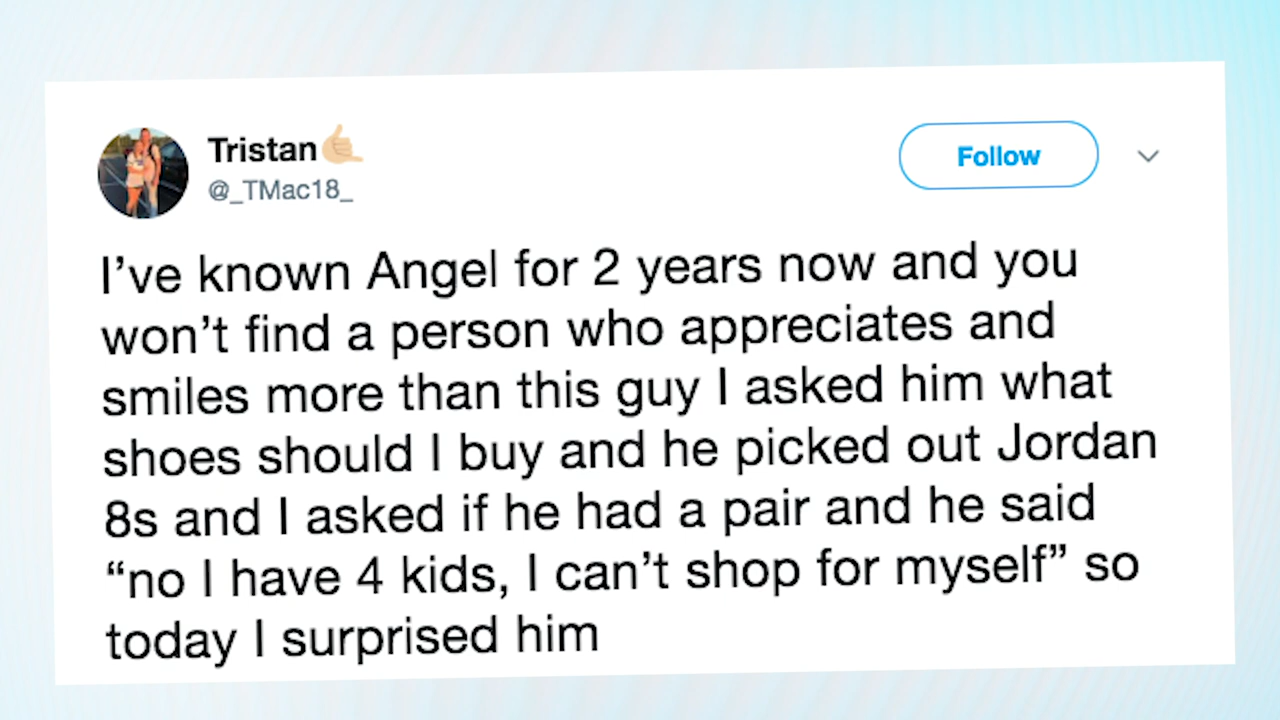 Tristan🤙🏼
@_TMac18_
Follow
I’ve known Angel for 2 years now and you
won’t find a person who appreciates and
smiles more than this guy I asked him what
shoes should I buy and he picked out Jordan
8s and I asked if he had a pair and he said
“no I have 4 kids, I can’t shop for myself” so
today I surprised him